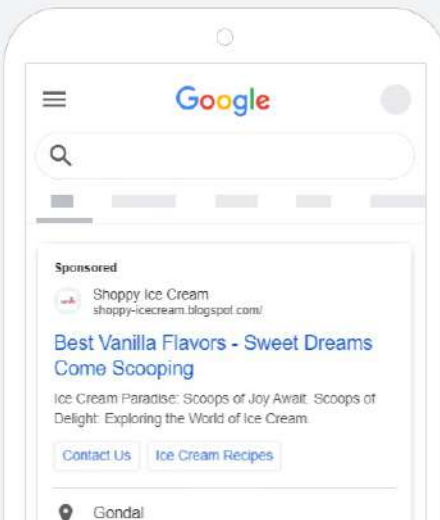 Google
Sponsored
Shoppy Ice Cream
shoppy-icecream.blogspot.com/
Best Vanilla Flavors - Sweet Dreams
Come Scooping
Ice Cream Paradise: Scoops of Joy Await. Scoops of
Delight: Exploring the World of Ice Cream.
Contact Us Ice Cream Recipes
Gondal